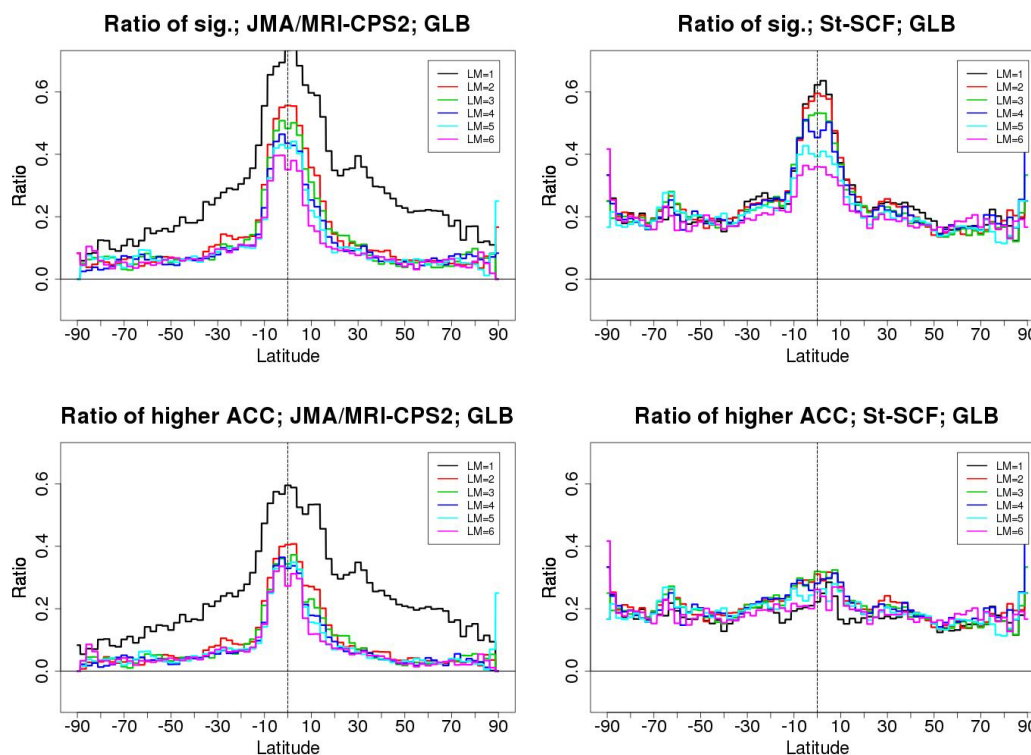 Ratio of sig.; JMA/MRI-CPS2; GLB
Ratio
0.0
0.2
0.4
0.6
LM=1
LM=2
LM=3
LM=4
LM=5
LM=6
-90 -70 -50 -30 -10 10 30 50 70 90
Latitude
Ratio of sig.; St-SCF; GLB
Ratio
0.0
0.2
0.4
0.6
LM=1
LM=2
LM=3
LM=4
LM=5
LM=6
-90 -70 -50 -30 -10 10 30 50 70 90
Latitude
Ratio of higher ACC; JMA/MRI-CPS2; GLB
Ratio
0.0
0.2
0.4
0.6
LM=1
LM=2
LM=3
LM=4
LM=5
LM=6
-90 -70 -50 -30 -10 10 30 50 70 90
Latitude
Ratio of higher ACC; St-SCF; GLB
Ratio
0.0
0.2
0.4
0.6
LM=1
LM=2
LM=3
LM=4
LM=5
LM=6
-90 -70 -50 -30 -10 10 30 50 70 90
Latitude